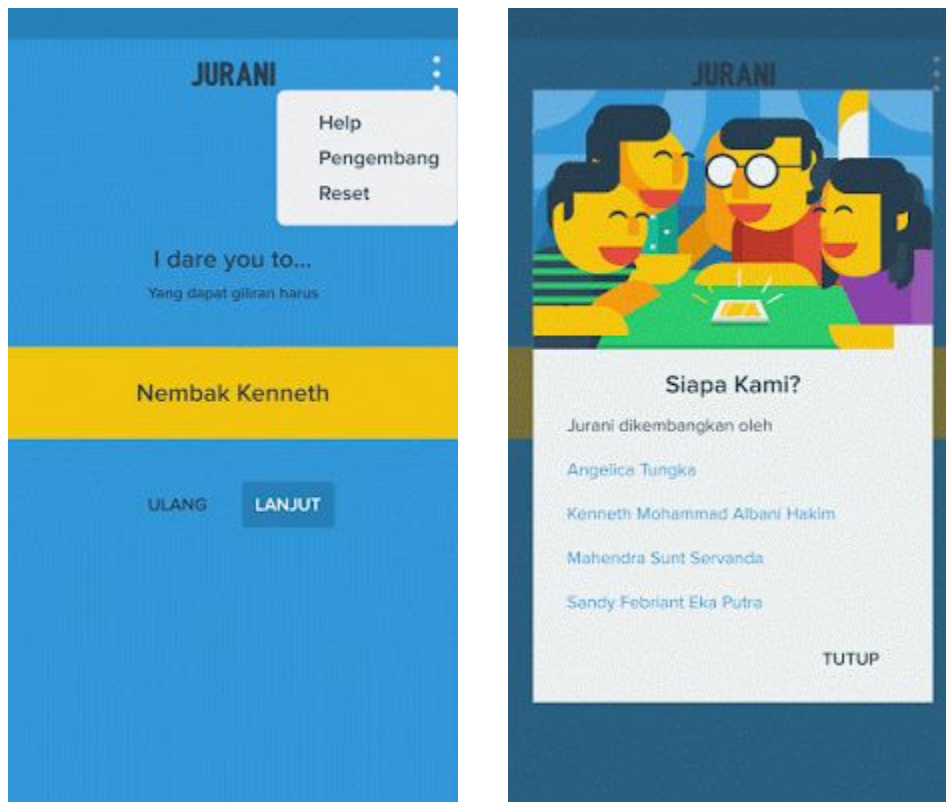 JURANI
Help
Pengembang
Reset
I dare you to...
Yang dapat giliran harus
Nembak Kenneth
ULANG
LANJUT
JURANI
Siapa Kami?
Jurani dikembangkan oleh
Angelica Tungka
Kenneth Mohammad Albani Hakim
Mahendra Sunt Servanda
Sandy Febriant Eka Putra
TUTUP